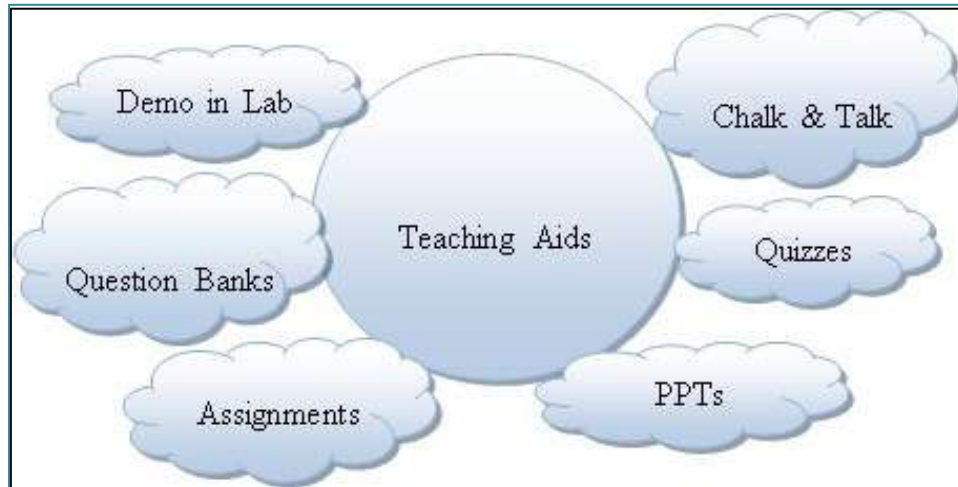 Demo in Lab
Chalk & Talk
Teaching Aids
Quizzes
Question Banks
PPTs
Assignments